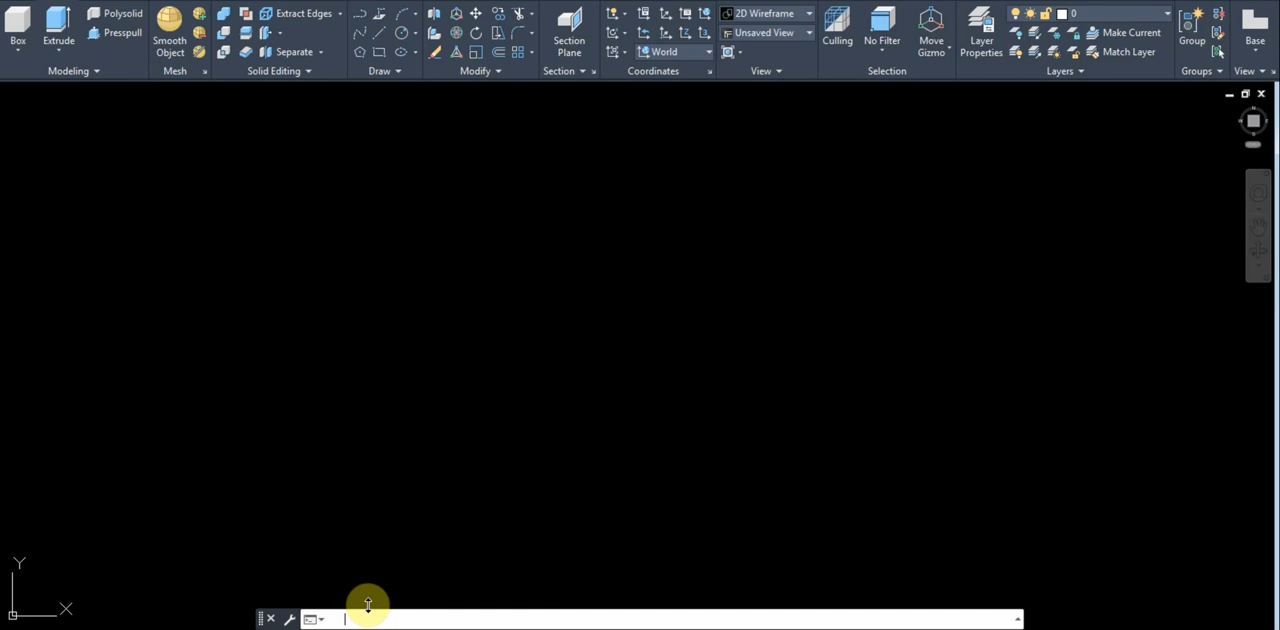 Box
Extrude
Polysolid
Presspull
Modeling
Smooth
Object
Mesh
Extract Edges
Separate
Solid Editing
Draw
Modify
Section
Plane
Section
World
Coordinates
2D Wireframe
Unsaved View
View
Culling
No Filter
Move
Gizmo
Selection
Layer
Properties
0
Make Current
Match Layer
Layers
Group
Groups
Base
View
N
W
E
S
Y
X